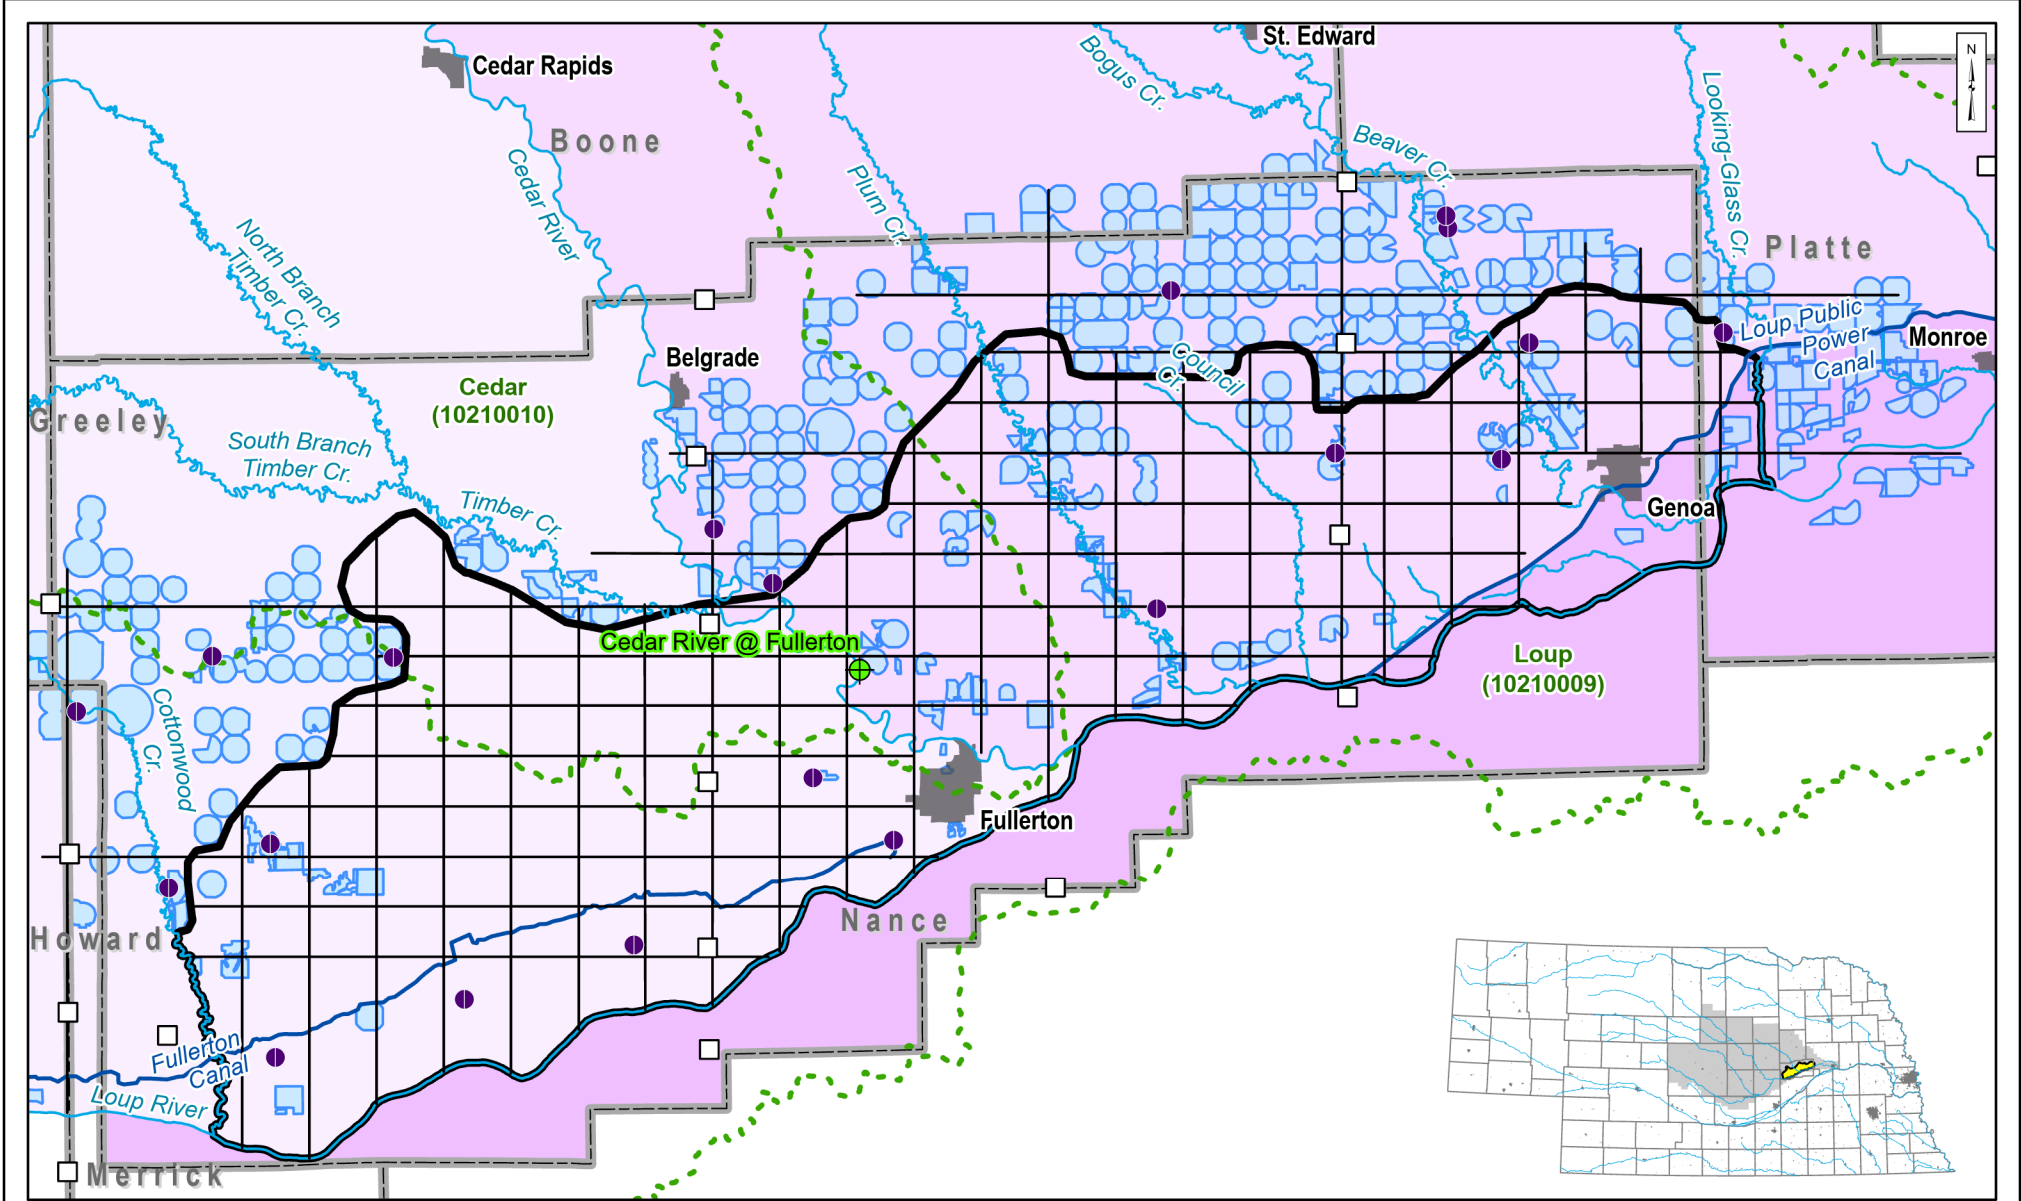 St. Edward
N
Cedar Rapids
Bogus Cr.
Looking-Glass Cr.
Boone
Beaver Cr.
Cedar River
Plum Cr.
North Branch
Timber Cr.
Platte
Loup Public
Power
Canal
Monroe
Belgrade
Council
Cr.
Cedar
(10210010)
Greeley
South Branch
Timber Cr.
Timber Cr.
Genoa
Cedar River @ Fullerton
Loup
(10210009)
Cottonwood
Cr.
Fullerton
Nance
Howard
Fullerton
Canal
Loup River
Merrick